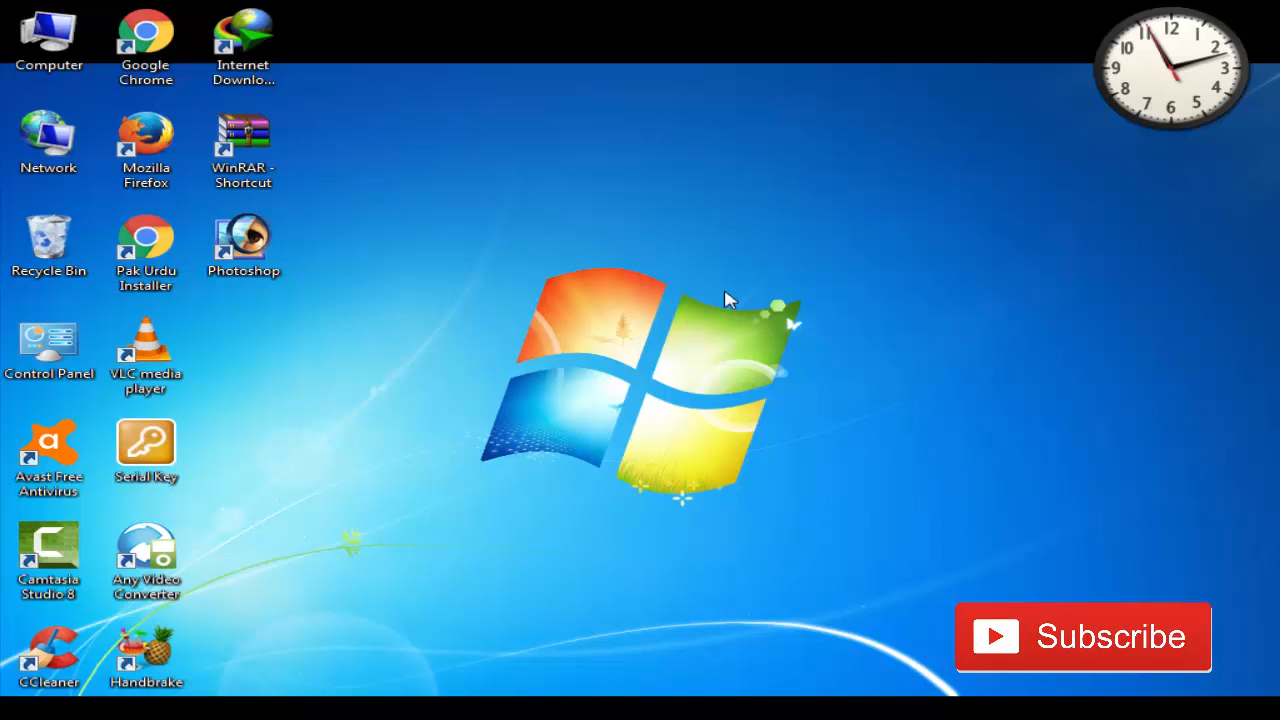 Computer
Google
Chrome
Internet
Downlo...
Network
Mozilla
Firefox
WinRAR -
Shortcut
Recycle Bin
Pak Urdu
Installer
Photoshop
Control Panel
VLC media
player
Avast Free
Antivirus
Serial Key
Camtasia
Studio 8
Any Video
Converter
CCleaner
Handbrake
12
1
2
3
4
5
6
7
8
9
10
11
a
C
Subscribe